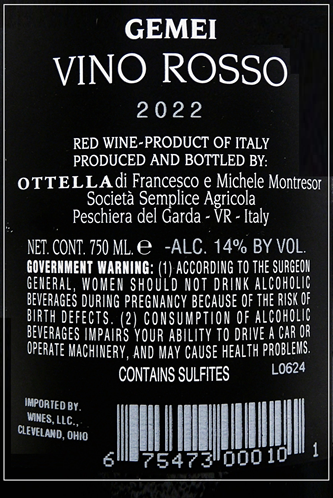 GEMEI
VINO ROSSO
2022
RED WINE-PRODUCT OF ITALY
PRODUCED AND BOTTLED BY:
OTTELLA di Francesco e Michele Montresor
Società Semplice Agricola
Peschiera del Garda - VR - Italy
NET. CONT. 750 ML. e -ALC. 14% BY VOL.
GOVERNMENT WARNING: (1) ACCORDING TO THE SURGEON
GENERAL, WOMEN SHOULD NOT DRINK ALCOHOLIC
BEVERAGES DURING PREGNANCY BECAUSE OF THE RISK OF
BIRTH DEFECTS. (2) CONSUMPTION OF ALCOHOLIC
BEVERAGES IMPAIRS YOUR ABILITY TO DRIVE A CAR OR
OPERATE MACHINERY, AND MAY CAUSE HEALTH PROBLEMS.
CONTAINS SULFITES
L0624
IMPORTED BY.
WINES, LLC.,
CLEVELAND, OHIO
6 75473 00010 1